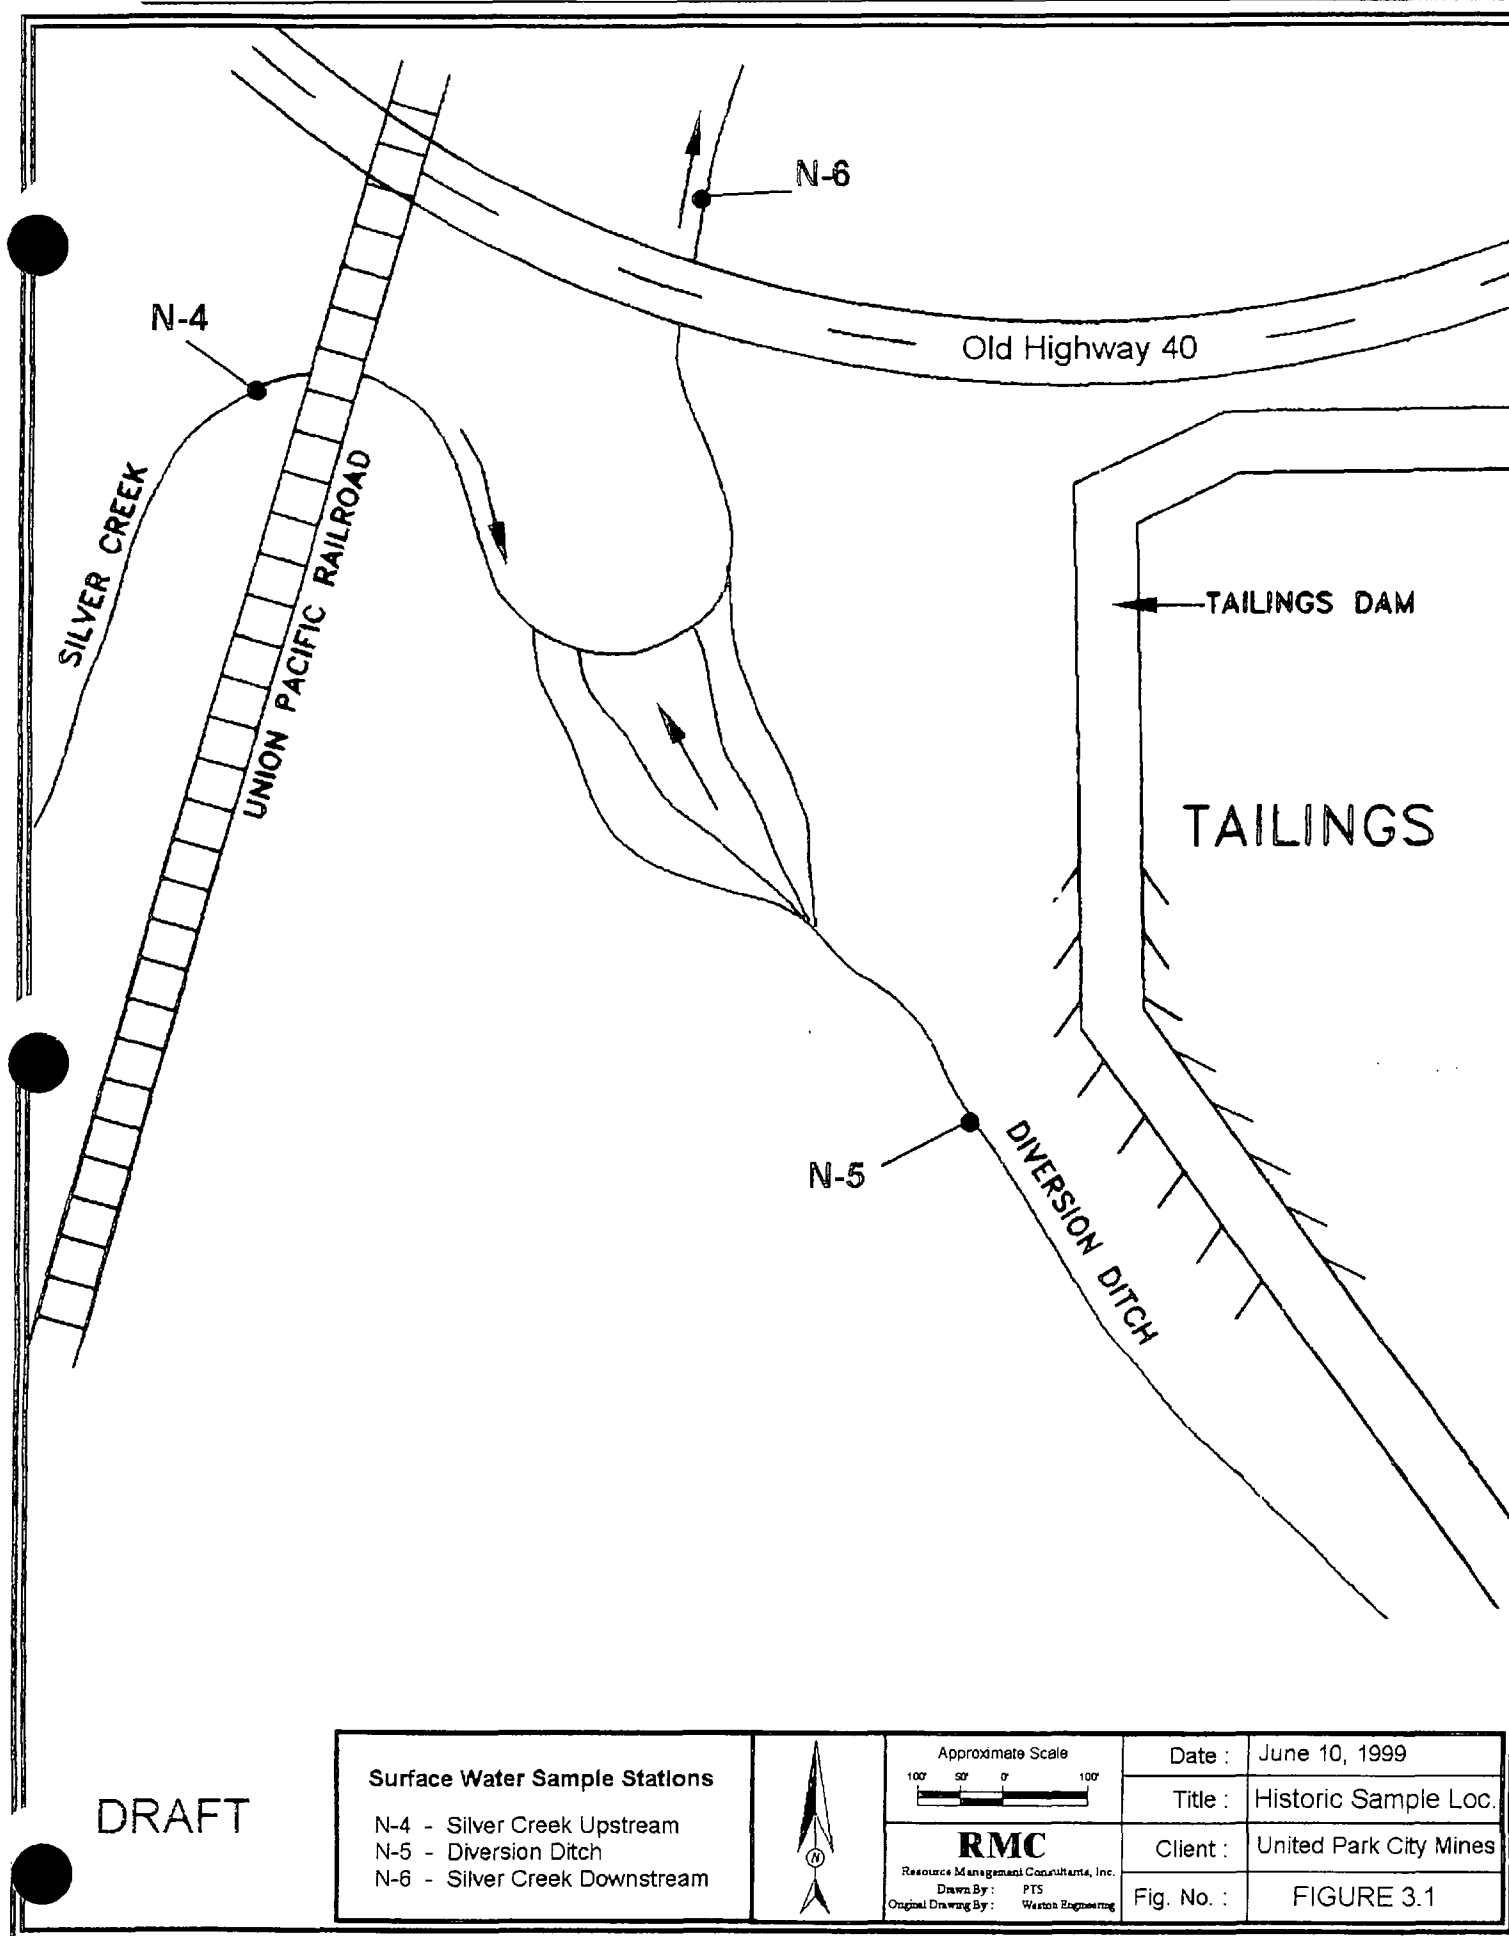 N-6
N-4
Old Highway 40
SILVER CREEK
UNION PACIFIC RAILROAD
TAILINGS DAM
TAILINGS
N-5
DIVERSION DITCH
DRAFT
Surface Water Sample Stations
N-4 - Silver Creek Upstream
N-5 - Diversion Ditch
N-6 - Silver Creek Downstream
N
Approximate Scale
100' 50' 0' 100'
RMC
Resource Management Consultants, Inc.
Drawn By : PTS
Original Drawing By : Weston Engineering
Date : June 10, 1999
Title : Historic Sample Loc.
Client : United Park City Mines
Fig. No. : FIGURE 3.1